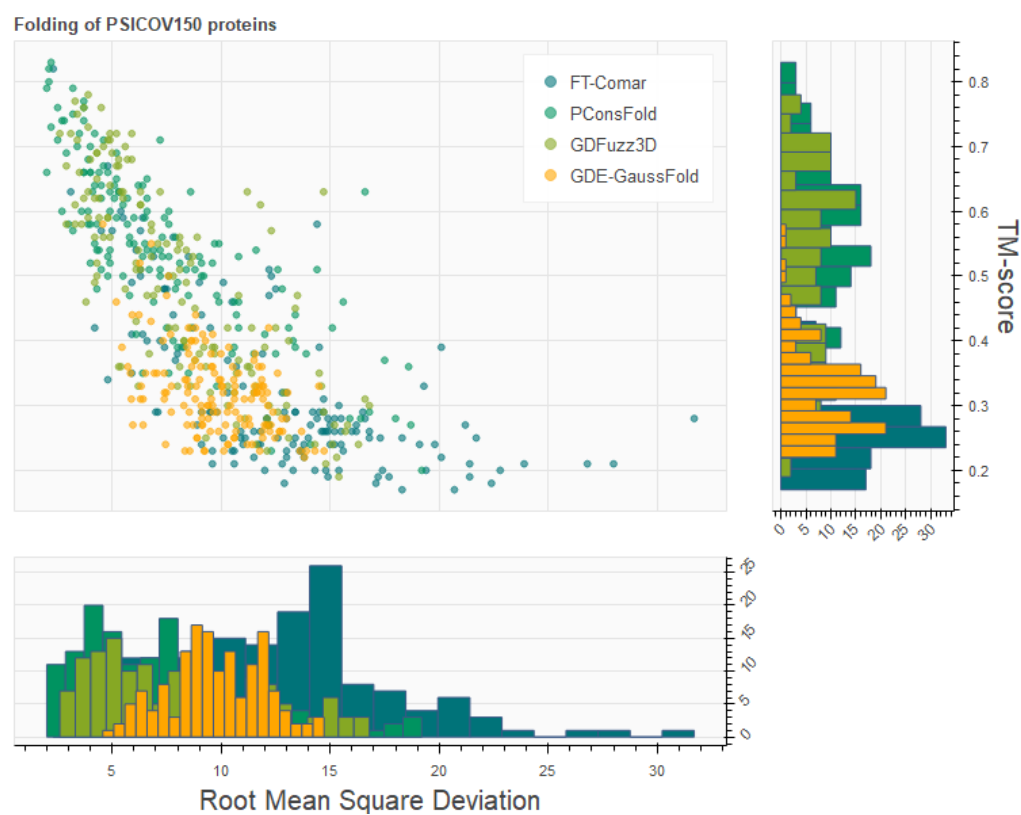 Folding of PSICOV150 proteins
FT-Comar
PConsFold
GDFuzz3D
GDE-GaussFold
0.8
0.7
0.6
0.5
0.4
0.3
0.2
TM-score
0 5 10 15 20 25 30
25
20
15
10
5
0
5 10 15 20 25 30
Root Mean Square Deviation